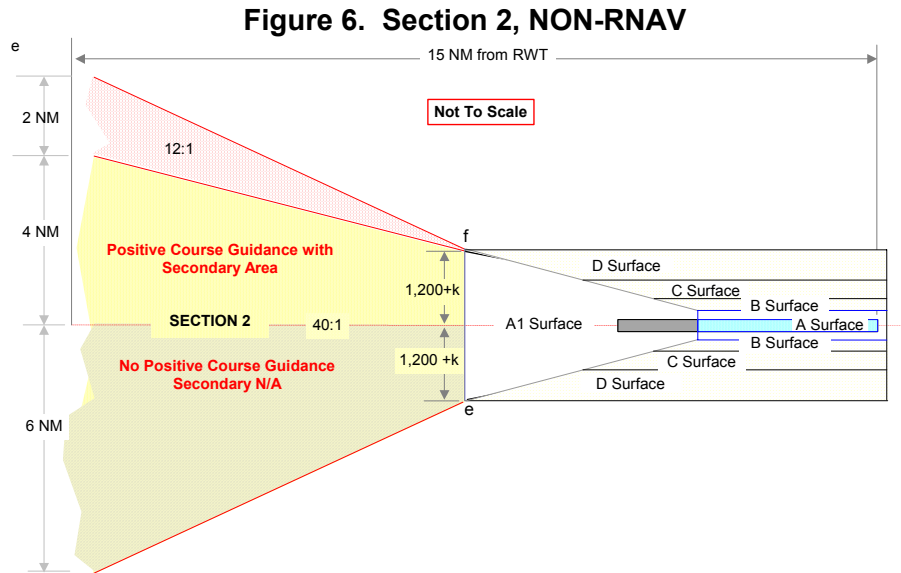 Figure 6. Section 2, NON-RNAV
e
15 NM from RWT
2 NM
Not To Scale
12:1
4 NM
f
Positive Course Guidance with
Secondary Area
D Surface
1,200+k
C Surface
B Surface
SECTION 2
40:1
A1 Surface
A Surface
B Surface
1,200 +k
No Positive Course Guidance
Secondary N/A
C Surface
D Surface
e
6 NM